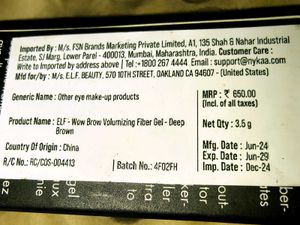 Imported By : M/s. FSN Brands Marketing Private Limited, A1, 135 Shah & Nahar Industrial
Estate, SJ Marg, Lower Parel - 400013, Mumbai, Maharashtra, India. Customer Care :
Write to Imported by address above | Tel :+1800 267 4444 Email : support@nykaa.com
Mfd for/by : M/s. E.L.F. BEAUTY, 570 10TH STREET, OAKLAND CA 94607 - (United States)
Generic Name : Other eye make-up products
MRP : ₹ 650.00
(Incl. of all taxes)
Product Name : ELF - Wow Brow Volumizing Fiber Gel - Deep
Brown
Net Qty : 3.5 g
Country Of Origin : China
Mfg. Date : Jun-24
R/C No.: RC/COS-004413
Batch No.: 4F02FH
Exp. Date : Jun-29
Imp. Date : Dec-24